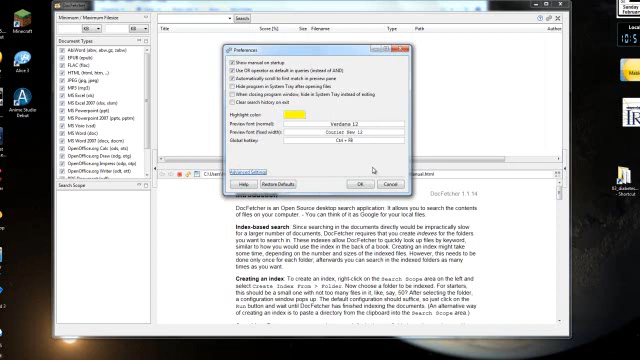 DocFetcher
Minimum / Maximum Filesize
KB
KB
Document Types
AbiWord (abw, abw.gz, zabw)
EPUB (epub)
FLAC (flac)
HTML (html, htm, ..)
JPEG (jpg, jpeg)
MP3 (mp3)
MS Excel (xls)
MS Excel 2007 (xlsx, xlsm)
MS Powerpoint (ppt)
MS Powerpoint 2007 (pptx, pptm)
MS Visio (vsd)
MS Word (doc)
MS Word 2007 (docx, docm)
OpenOffice.org Calc (ods, ots)
OpenOffice.org Draw (odg, otg)
OpenOffice.org Impress (odp, otp)
OpenOffice.org Writer (odt, ott)
Search Scope
Search
Title
Score [%]
Size
Filename
Type
Path
Author
Preferences
Show manual on startup
Use OR operator as default in queries (instead of AND)
Automatically scroll to first match in preview pane
Hide program in System Tray after opening files
When closing program window, hide in System Tray instead of exiting
Clear search history on exit
Highlight color:
Preview font (normal): Verdana 12
Preview font (fixed width): Courier New 12
Global hotkey: Ctrl + F8
Advanced Settings
Help
Restore Defaults
OK
Cancel
Introduction
DocFetcher 1.1.14
DocFetcher is an Open Source desktop search application: It allows you to search the contents
of files on your computer. - You can think of it as Google for your local files.
Index-based search: Since searching in the documents directly would be impractically slow
for a larger number of documents, DocFetcher requires that you create indexes for the folders
you want to search in. These indexes allow DocFetcher to quickly look up files by keyword,
similar to how you would use the index in the back of a book. Creating an index might take
some time, depending on the number and sizes of the indexed files. However, this needs to be
done only once for each folder; afterwards you can search in the indexed folders as many
times as you want.
Creating an index: To create an index, right-click on the Search Scope area on the left and
select Create Index From > Folder. Now choose a folder to be indexed. For starters,
this should be a small one with not too many files in it, like, say, 50? After selecting the folder,
a configuration window pops up. The default configuration should suffice, so just click on the
Run button and wait until DocFetcher has finished indexing. (An alternative way
of creating an index is to paste a directory from the clipboard into the Search Scope area.)
Minecraft
Alice 3
Anime Studio
Debut
Shortcut